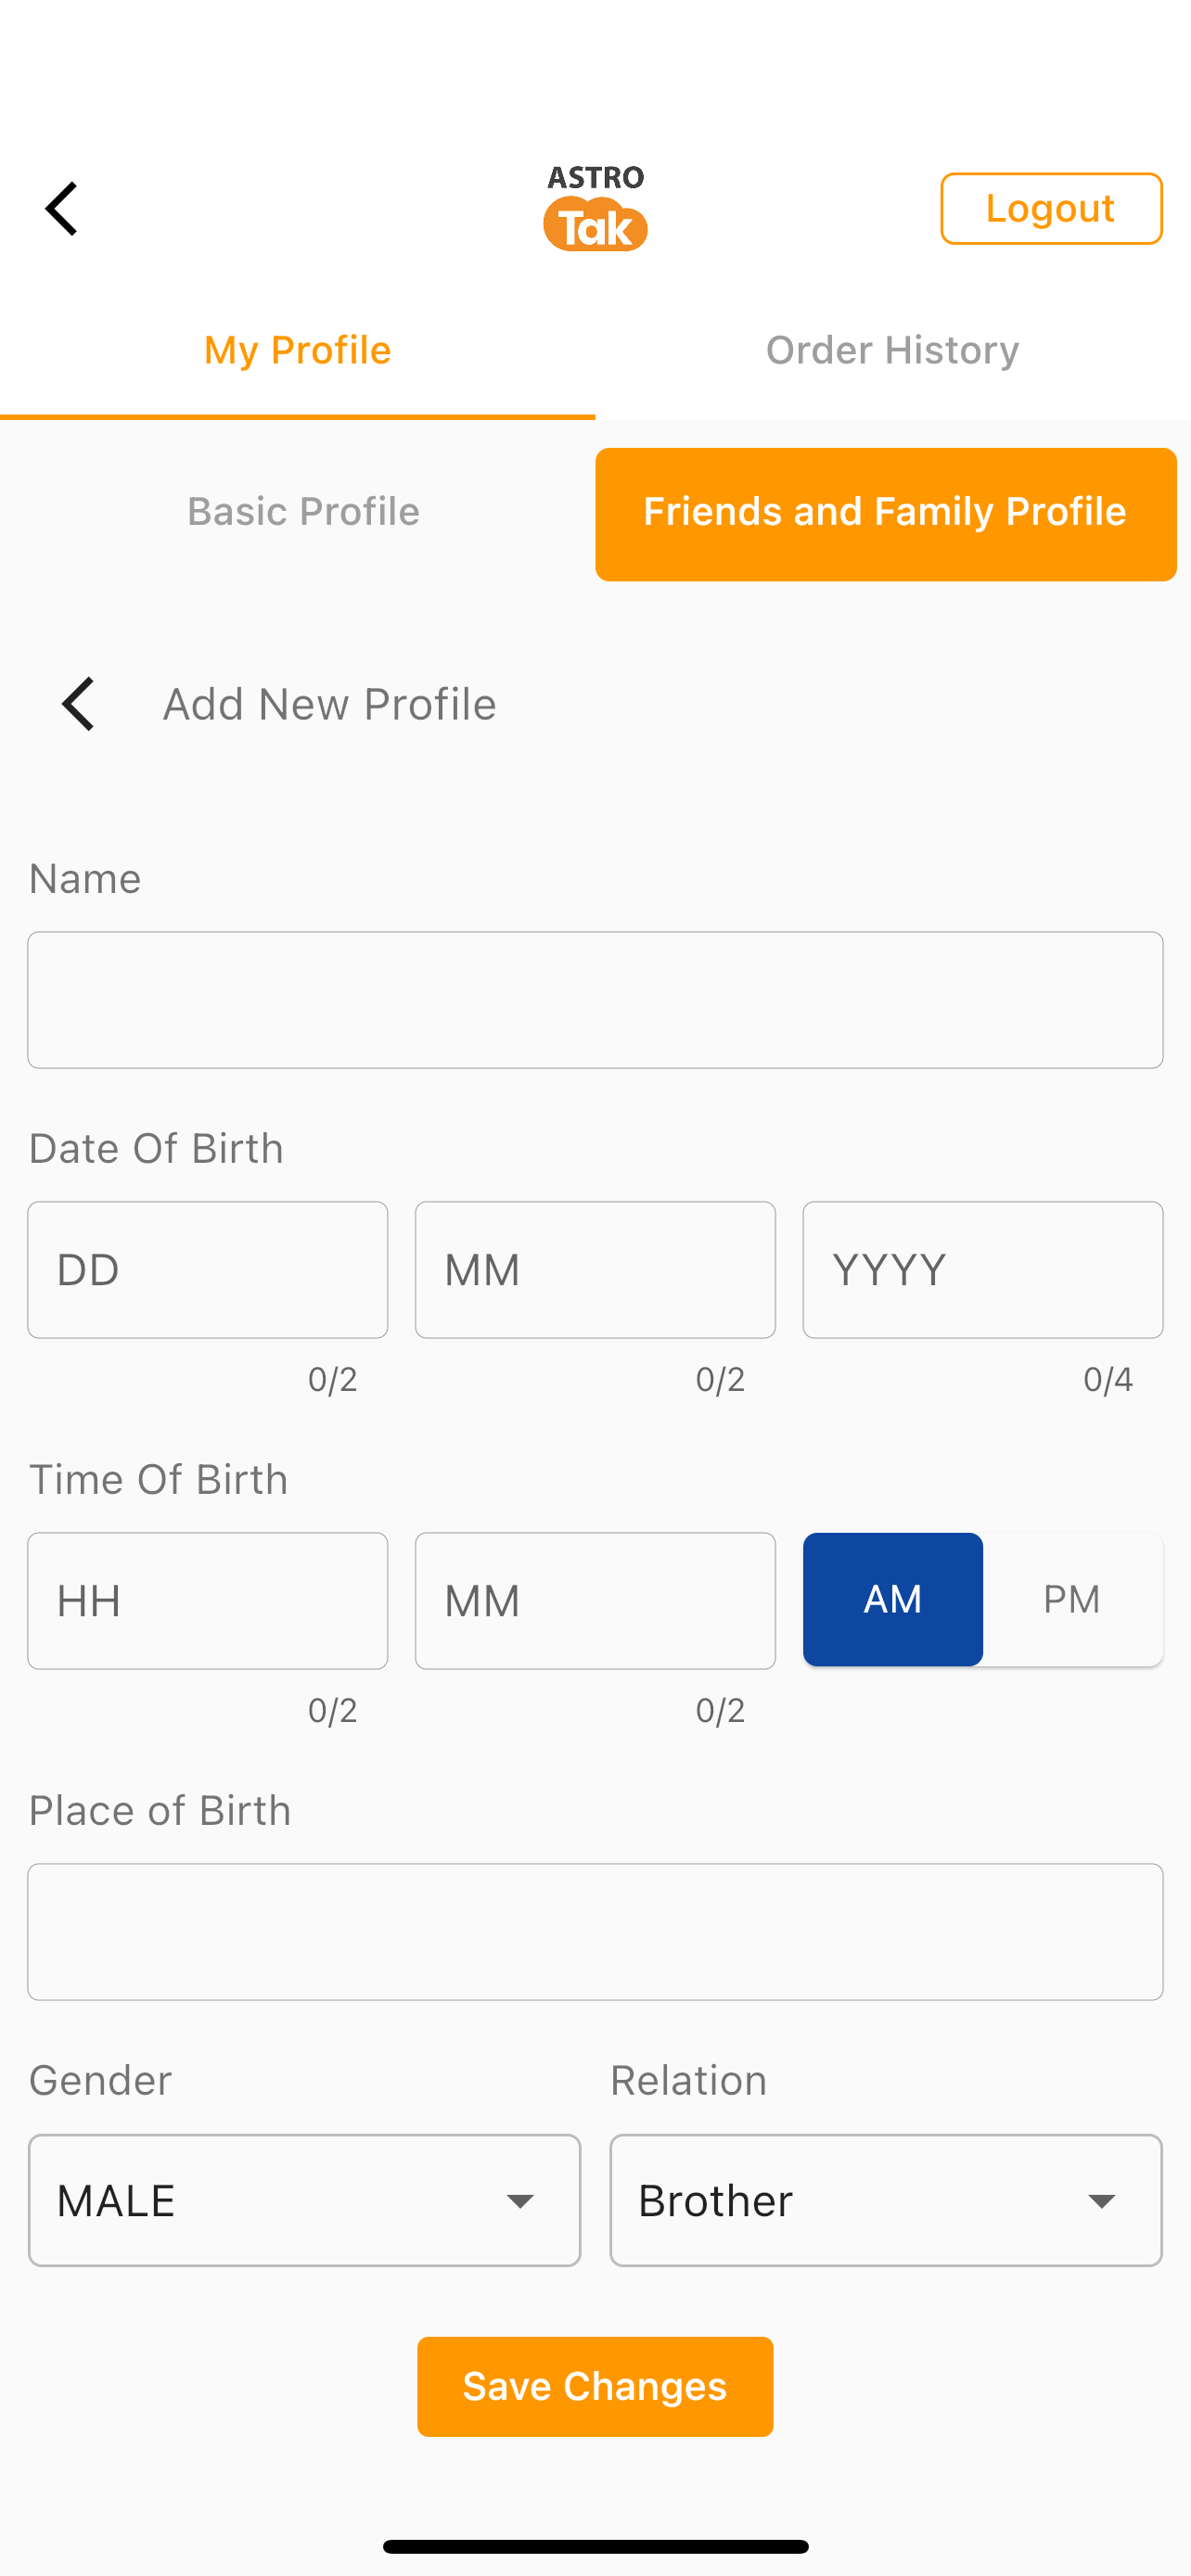 ASTRO
Tak
Logout
My Profile
Order History
Basic Profile
Friends and Family Profile
Add New Profile
Name
Date Of Birth
DD
MM
YYYY
0/2
0/2
0/4
Time Of Birth
HH
MM
AM
PM
0/2
0/2
Place of Birth
Gender
Relation
MALE
Brother
Save Changes